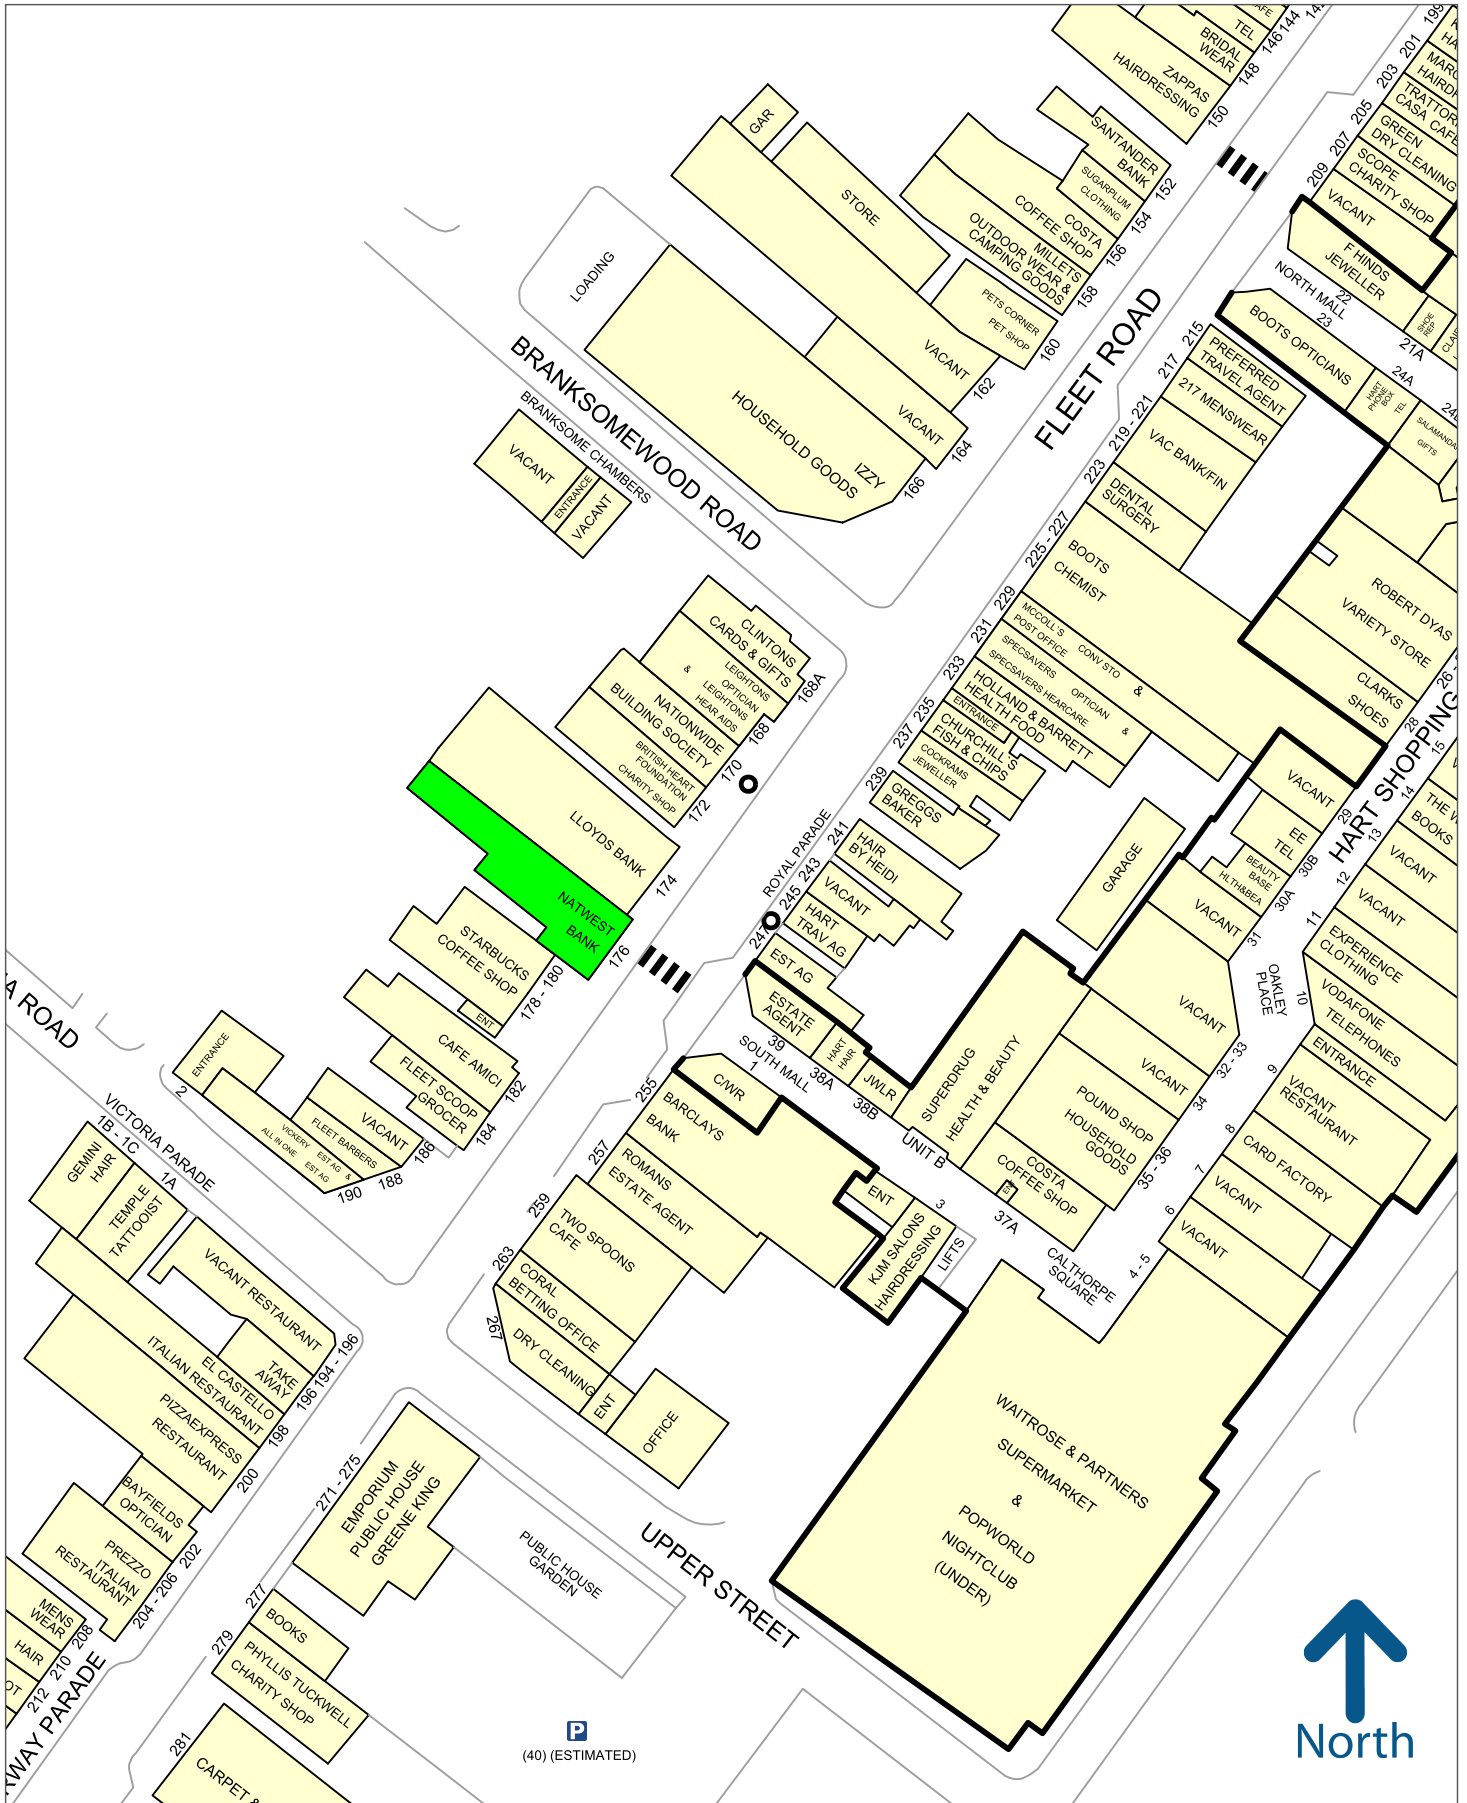 GAR
STORE
LOADING
SANTANDER
BANK
SUGARPLUM
CLOTHING
COSTA
COFFEE SHOP
MILLETS
OUTDOOR WEAR &
CAMPING GOODS
PETS CORNER
PET SHOP
VACANT
VACANT
IZZY
HOUSEHOLD GOODS
TEL
BRIDAL
WEAR
ZAPPAS
HAIRDRESSING
144
146
148
150
152
154
156
158
160
162
164
166
FLEET ROAD
BRANKSOMEWOOD ROAD
BRANKSOME CHAMBERS
VACANT
ENTRANCE
VACANT
199
201
203
205
207
209
GREEN
DRY CLEANING
SCOPE
CHARITY SHOP
VACANT
F HINDS
JEWELLER
SHOE
REP
NORTH MALL
22
23
21A
24A
BOOTS OPTICIANS
HART
PHONE
BOX
TEL
GIFTS
215
217
219 - 221
223
225 - 227
229
231
233
235
237
239
241
243
245
247
PREFERRED
TRAVEL AGENT
217 MENSWEAR
VAC BANK/FIN
DENTAL
SURGERY
BOOTS
CHEMIST
&
MCCOLL'S
POST OFFICE
CONV STO
SPECSAVERS
OPTICIAN
&
SPECSAVERS HEARCARE
HOLLAND & BARRETT
HEALTH FOOD
ENTRANCE
CHURCHILL'S
FISH & CHIPS
COCKRAMS
JEWELLER
GREGGS
BAKER
HAIR
BY HEIDI
VACANT
HART
TRAV AG
EST AG
ROYAL PARADE
GARAGE
ROBERT DYAS
VARIETY STORE
CLARKS
SHOES
28
15
14
13
12
11
10
9
8
7
6
4 - 5
HART SHOPPING
VACANT
29
EE
TEL
30B
BEAUTY
BASE
HLTH&BEA
30A
VACANT
31
OAKLEY
PLACE
VACANT
32 - 33
VACANT
34
POUND SHOP
HOUSEHOLD
GOODS
35 - 36
COSTA
COFFEE SHOP
37A
SUPERDRUG
HEALTH & BEAUTY
UNIT B
BOOKS
VACANT
VACANT
EXPERIENCE
CLOTHING
VODAFONE
TELEPHONES
ENTRANCE
VACANT
RESTAURANT
CARD FACTORY
VACANT
VACANT
CALTHORPE
SQUARE
CLINTONS
CARDS & GIFTS
168A
LEIGHTONS
OPTICIAN
&
LEIGHTONS
HEAR AIDS
168
NATIONWIDE
BUILDING SOCIETY
170
BRITISH HEART
FOUNDATION
CHARITY SHOP
172
LLOYDS BANK
174
NATWEST
BANK
176
STARBUCKS
COFFEE SHOP
ENT
178 - 180
CAFE AMICI
182
FLEET SCOOP
GROCER
184
VACANT
186
FLEET BARBERS
188
VICKERY
ALL IN ONE
EST AG
&
EST AG
190
ENTRANCE
2
A ROAD
VICTORIA PARADE
1B - 1C
1A
GEMINI
HAIR
TEMPLE
TATTOOIST
VACANT RESTAURANT
194 - 196
TAKE
AWAY
196
EL CASTELLO
ITALIAN RESTAURANT
198
PIZZAEXPRESS
RESTAURANT
200
BAYFIELDS
OPTICIAN
202
PREZZO
ITALIAN
RESTAURANT
204 - 206
MENS
WEAR
208
HAIR
210
212
RWAY PARADE
ESTATE
AGENT
39
HART
HAIR
38A
JWLR
38B
SOUTH MALL
1
C/WR
255
BARCLAYS
BANK
257
ROMANS
ESTATE AGENT
259
TWO SPOONS
CAFE
263
CORAL
BETTING OFFICE
267
DRY CLEANING
ENT
OFFICE
ENT
3
KJM SALONS
HAIRDRESSING
LIFTS
271 - 275
EMPORIUM
PUBLIC HOUSE
GREENE KING
PUBLIC HOUSE
GARDEN
UPPER STREET
277
BOOKS
279
PHYLLIS TUCKWELL
CHARITY SHOP
281
CARPET &
P
(40) (ESTIMATED)
WAITROSE & PARTNERS
SUPERMARKET
&
POPWORLD
NIGHTCLUB
(UNDER)
North